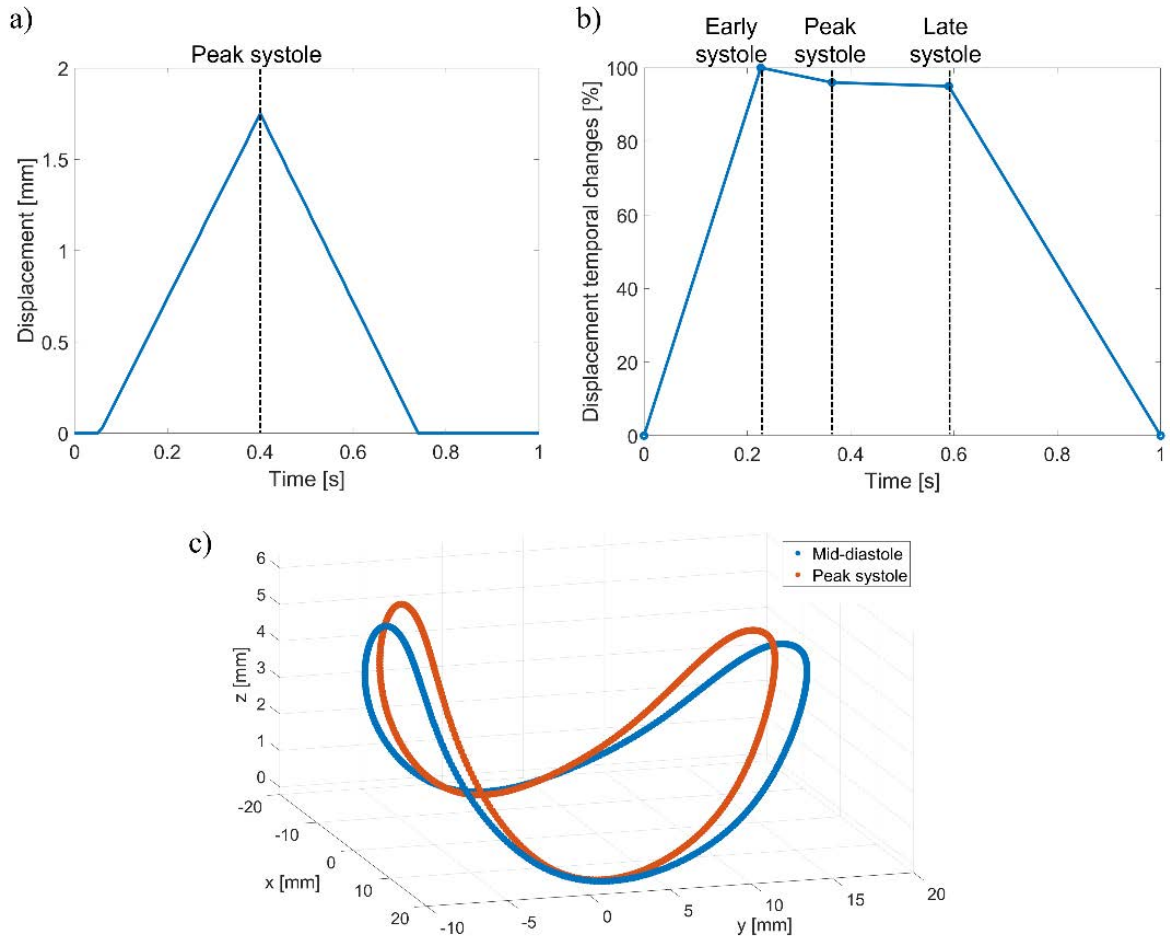 a)
Peak systole
2
1.5
1
0.5
0
Displacement [mm]
0 0.2 0.4 0.6 0.8 1
Time [s]
b)
Early systole
Peak systole
Late systole
100
80
60
40
20
0
Displacement temporal changes [%]
0 0.2 0.4 0.6 0.8 1
Time [s]
c)
Mid-diastole
Peak systole
6
5
4
3
2
1
0
z [mm]
-20
-10
0
10
20
x [mm]
-10 -5 0 5 10 15 20
y [mm]